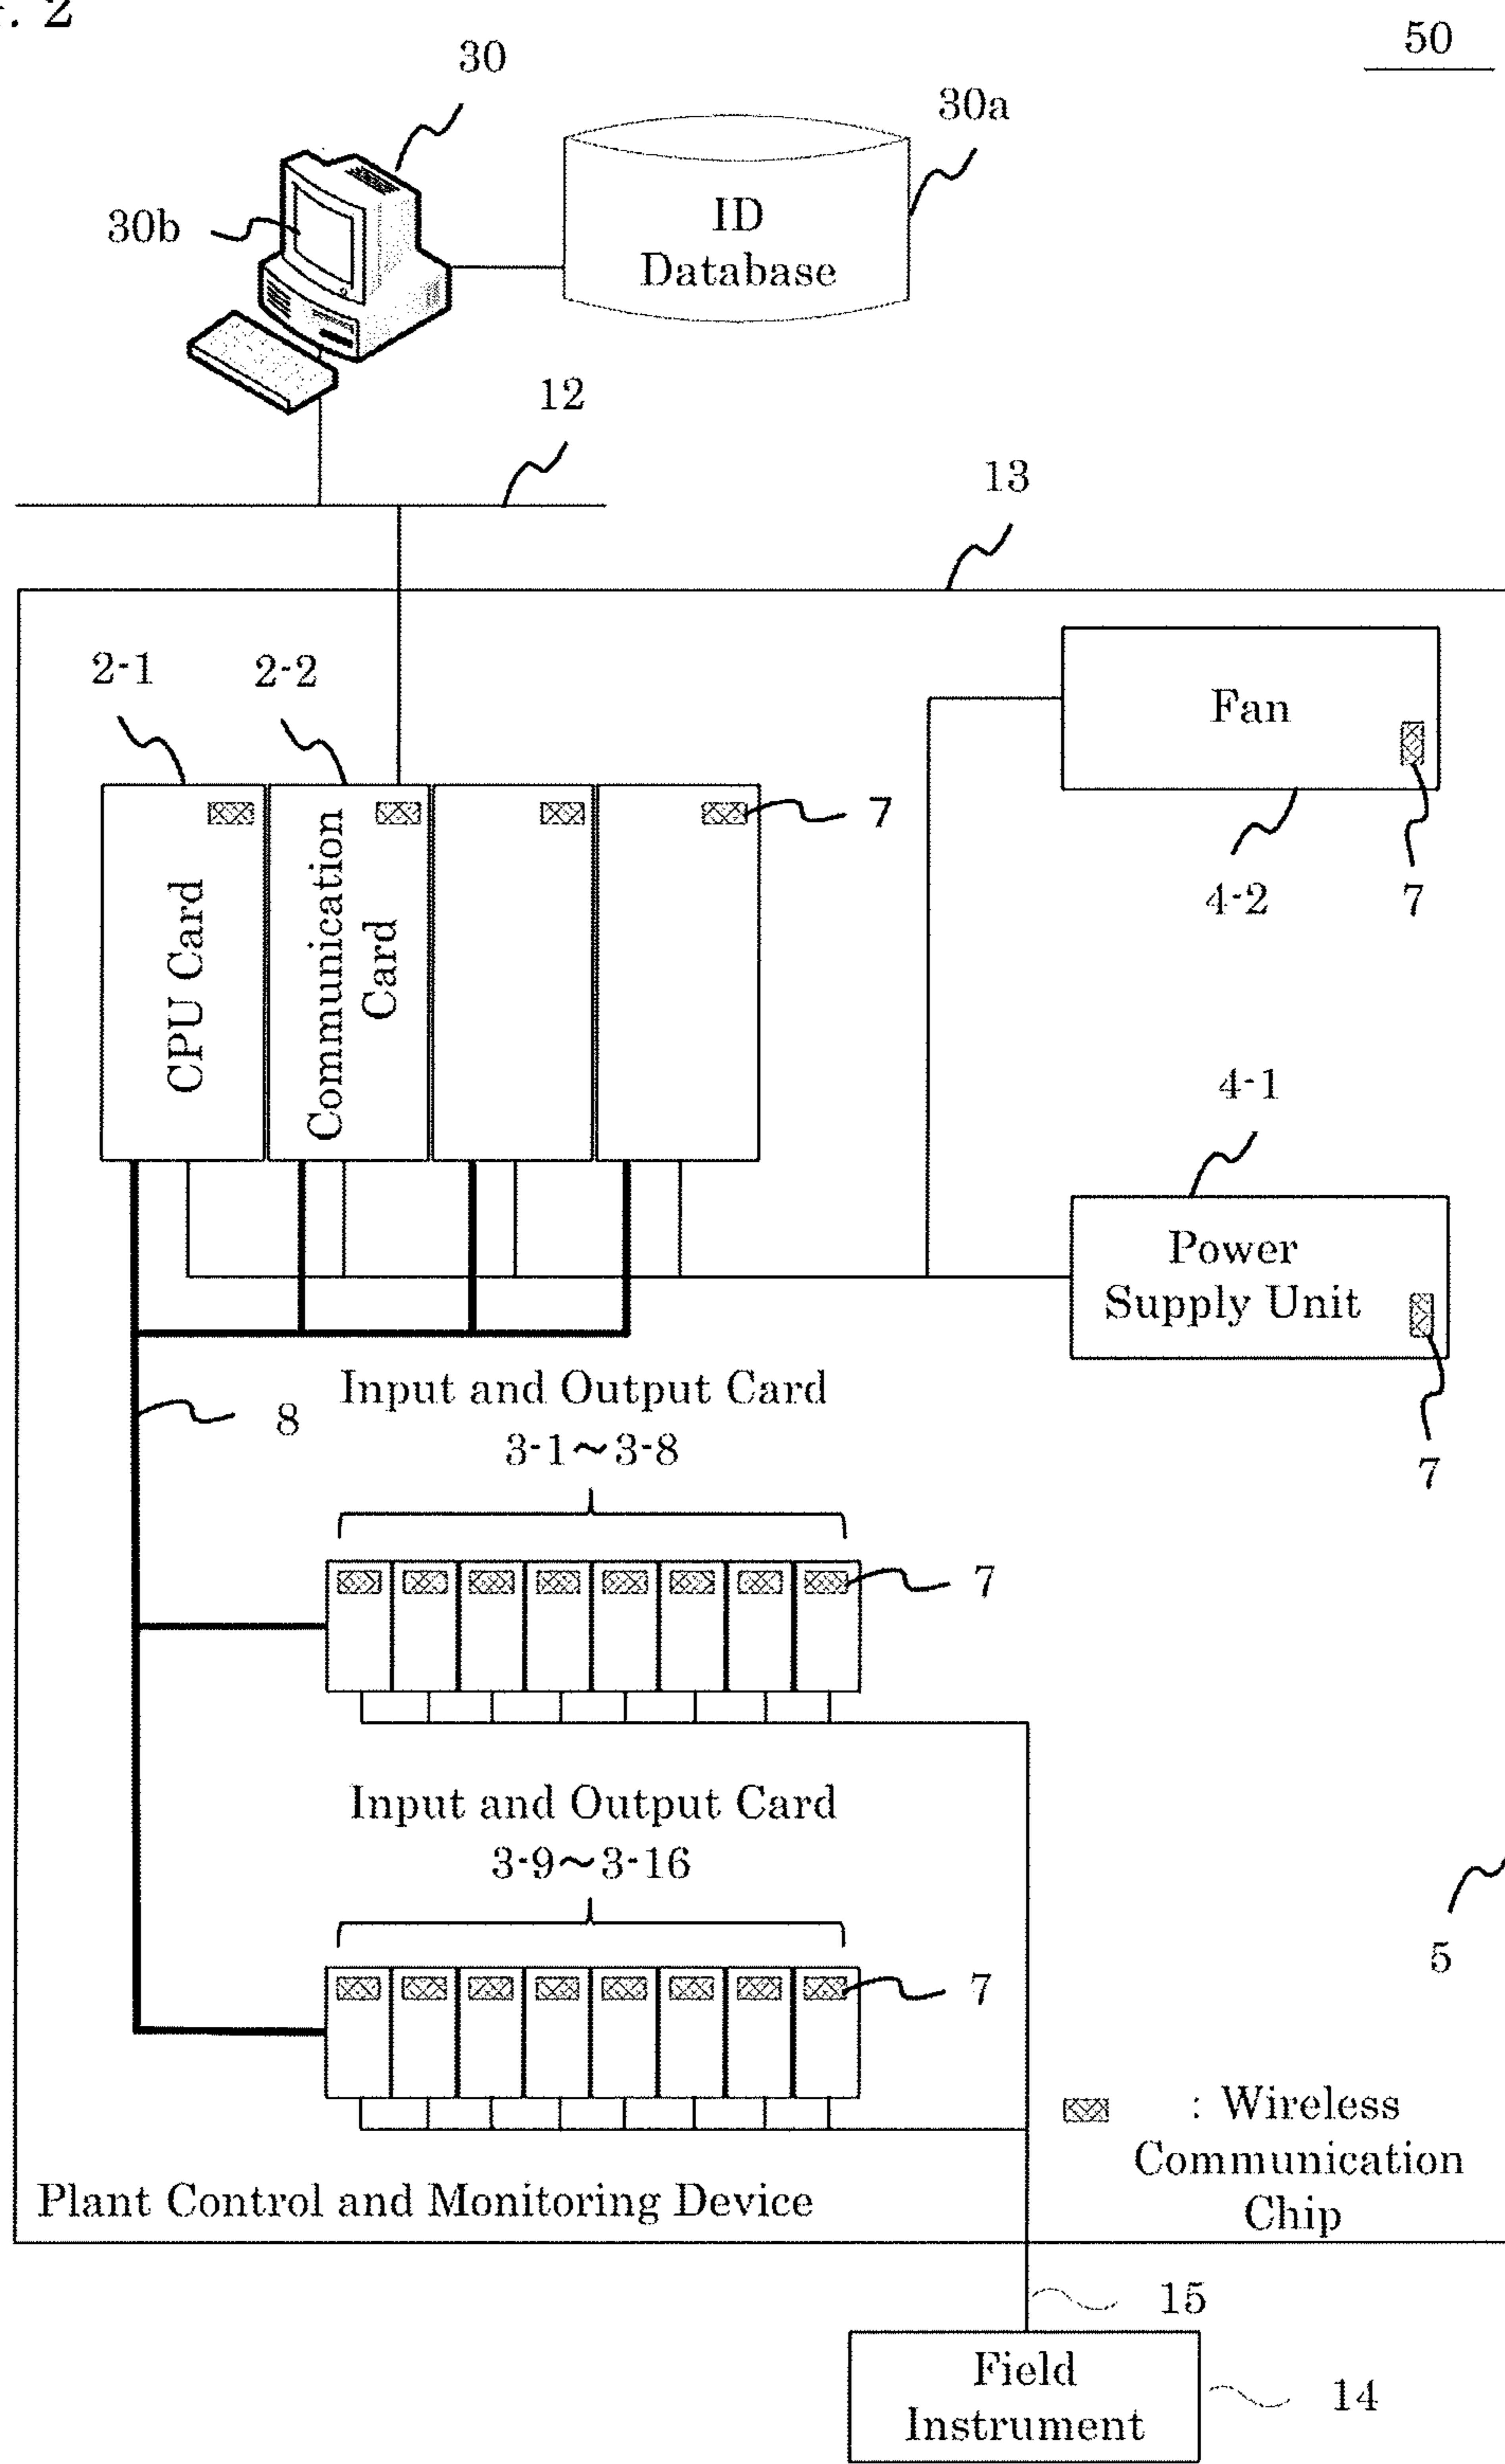 . 2
50
30
30a
30b
ID
Database
12
13
2-1
2-2
Fan
7
7
4-2
CPU Card
Communication
Card
4-1
Power
Supply Unit
7
8
Input and Output Card
3-1~3-8
7
Input and Output Card
3-9~3-16
7
5
: Wireless
Communication
Chip
Plant Control and Monitoring Device
15
Field
Instrument
14